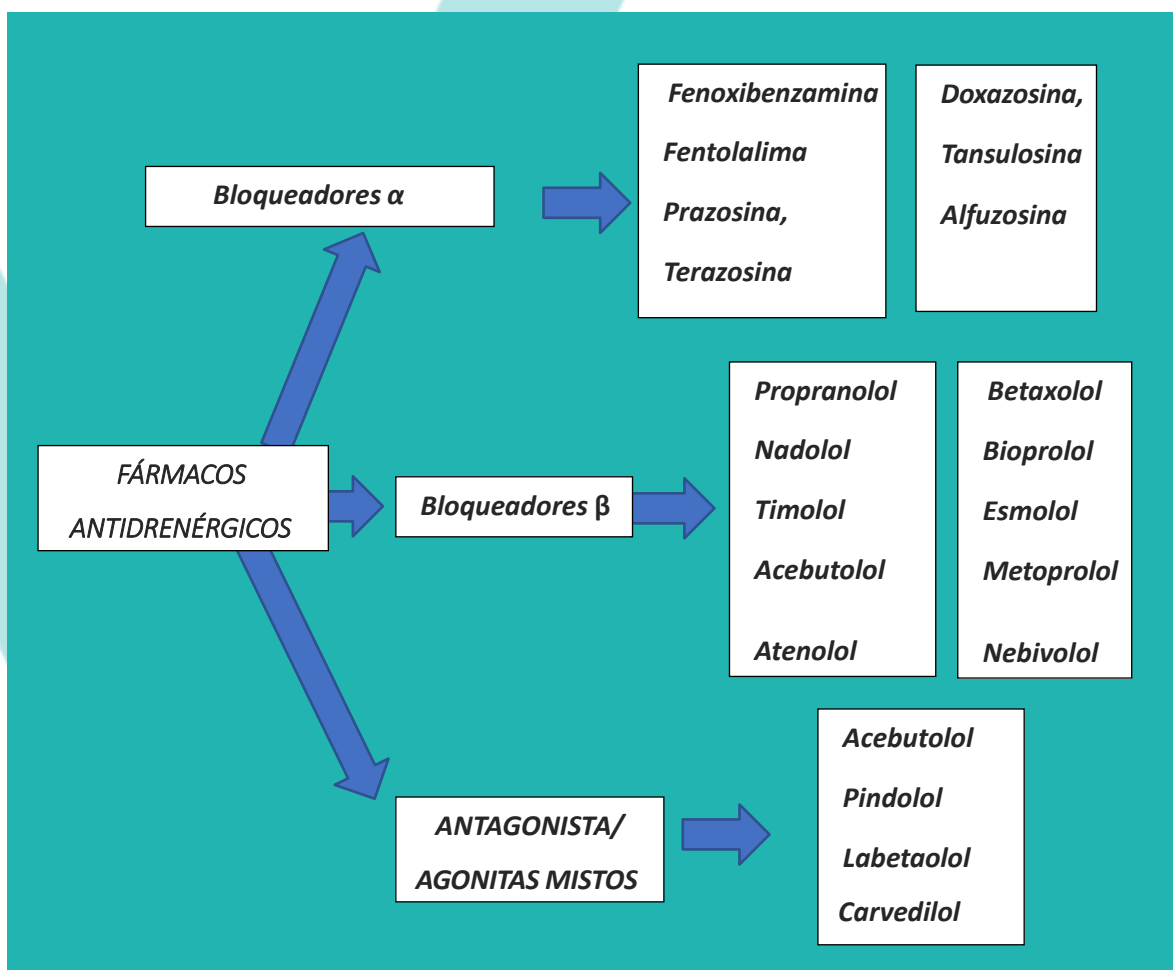 Fenoxibenzamina
Fentolalima
Prazosina,
Terazosina
Doxazosina,
Tansulosina
Alfuzosina
Bloqueadores α
Propranolol
Nadolol
Timolol
Acebutolol
Atenolol
Betaxolol
Bioprolol
Esmolol
Metoprolol
Nebivolol
FÁRMACOS
ANTIDRENÉRGICOS
Bloqueadores β
ANTAGONISTA/
AGONITAS MISTOS
Acebutolol
Pindolol
Labetaolol
Carvedilol